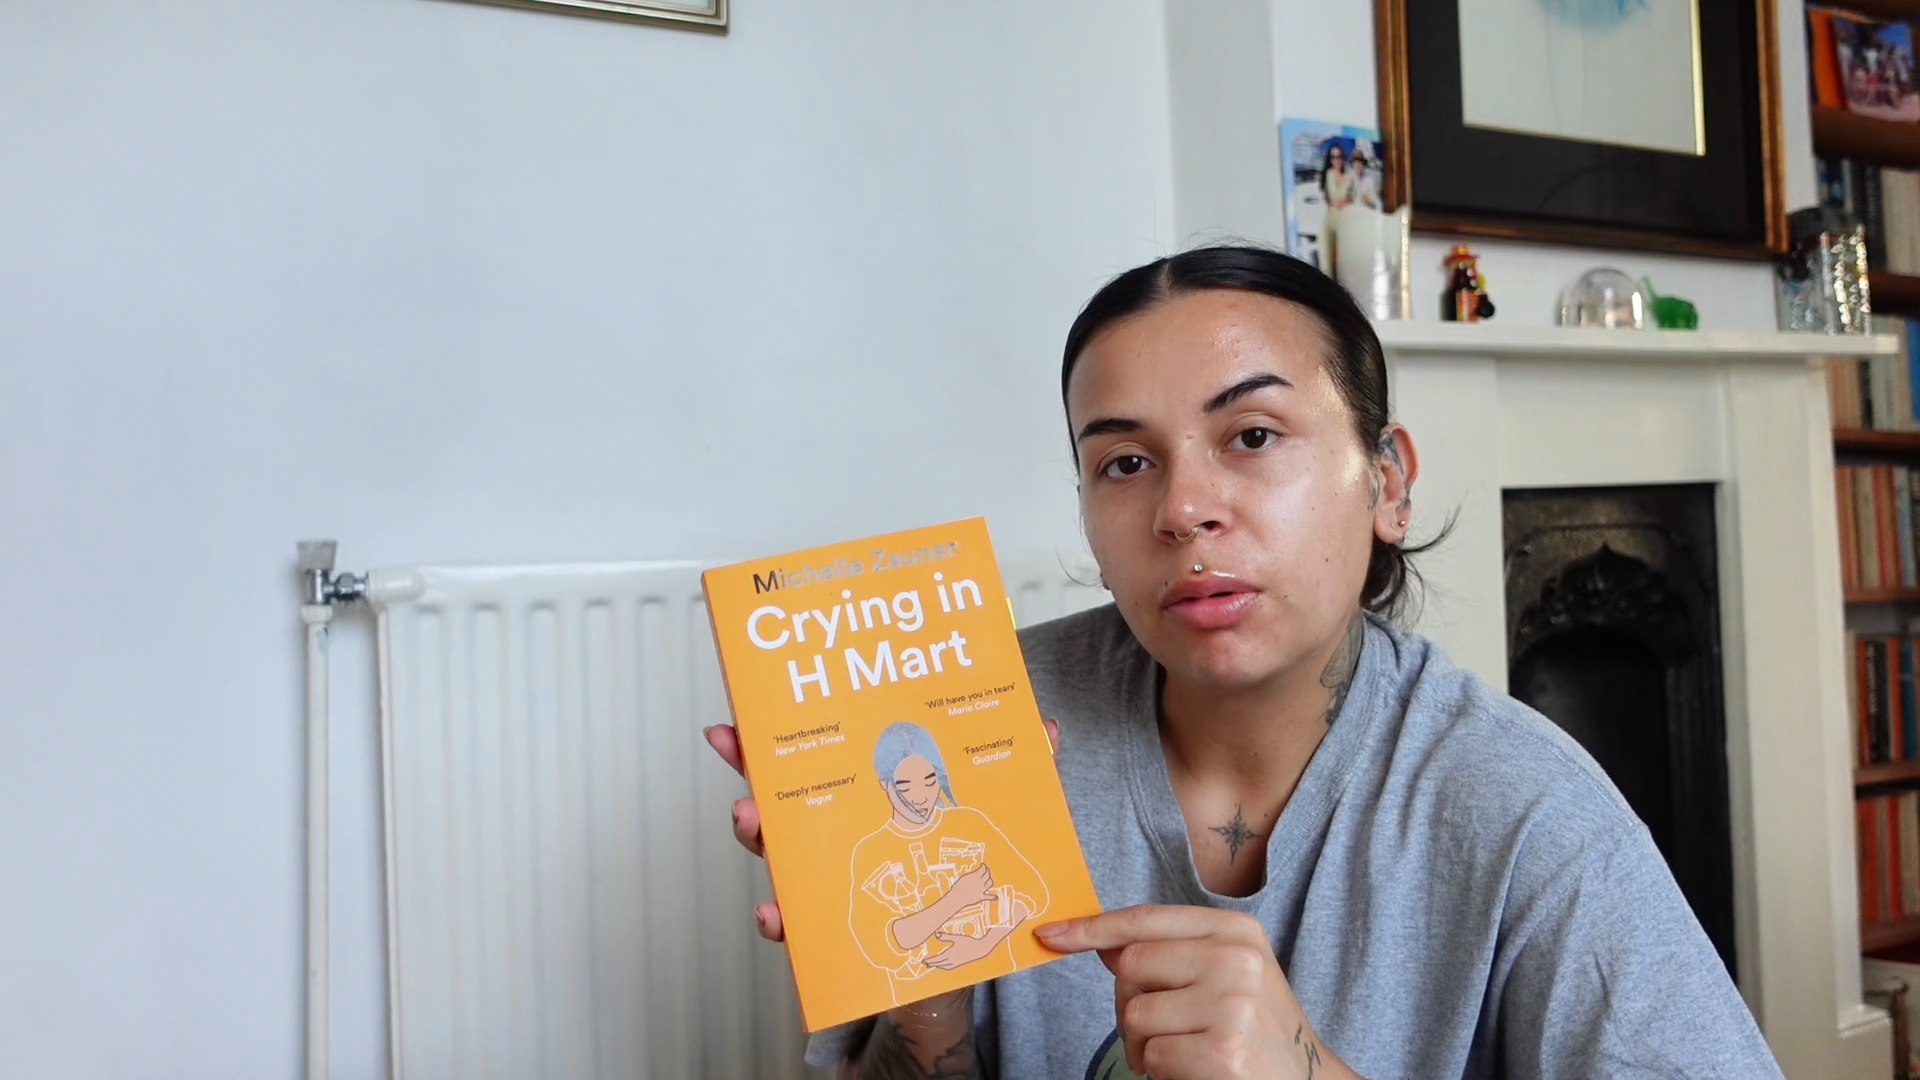 Michelle Zauner
Crying in
H Mart
'Will have you in tears'
Marie Claire
'Heartbreaking'
New York Times
'Fascinating'
Guardian
'Deeply necessary'
Vogue